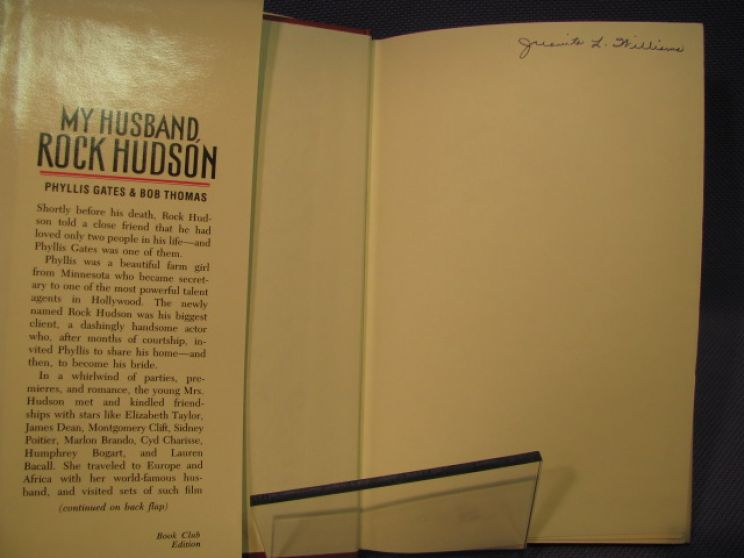 MY HUSBAND,
ROCK HUDSON
PHYLLIS GATES & BOB THOMAS
Shortly before his death, Rock Hud-
son told a close friend that he had
loved only two people in his life—and
Phyllis Gates was one of them.
Phyllis was a beautiful farm girl
from Minnesota who became secret-
ary to one of the most powerful talent
agents in Hollywood. The newly
named Rock Hudson was his biggest
client, a dashingly handsome actor
who, after months of courtship, in-
vited Phyllis to share his home—and
then, to become his bride.
In a whirlwind of parties, pre-
mieres, and romance, the young Mrs.
Hudson met and kindled friend-
ships with stars like Elizabeth Taylor,
James Dean, Montgomery Clift, Sidney
Poitier, Marlon Brando, Cyd Charisse,
Humphrey Bogart, and Lauren
Bacall. She traveled to Europe and
Africa with her world-famous hus-
band, and visited sets of such film
(continued on back flap)
Book Club
Edition
Juanita L. Williams